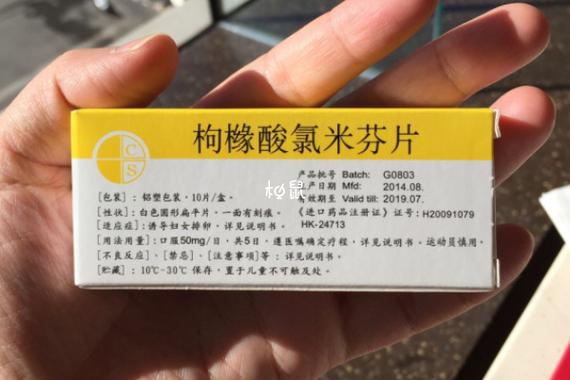 枸橼酸氯米芬片
C
S
产品批号 Batch: G0803
生产日期 Mfd: 2014.08.
有效期至 Valid till: 2019.07.
[包装]:铝塑包装,10片/盒。
[性状]:白色圆形扁平片,一面有刻痕。《进口药品注册证》证号:H20091079
[适应症]:诱导妇女排卵,详见说明书。 HK-24713
[用法用量]:口服50mg/日,共5日,遵医嘱确定疗程,详见说明书。运动员慎用。
[不良反应]、[禁忌]、[注意事项]等:详见说明书。
[贮藏]:10℃-30℃保存,置于儿童不可触及处。